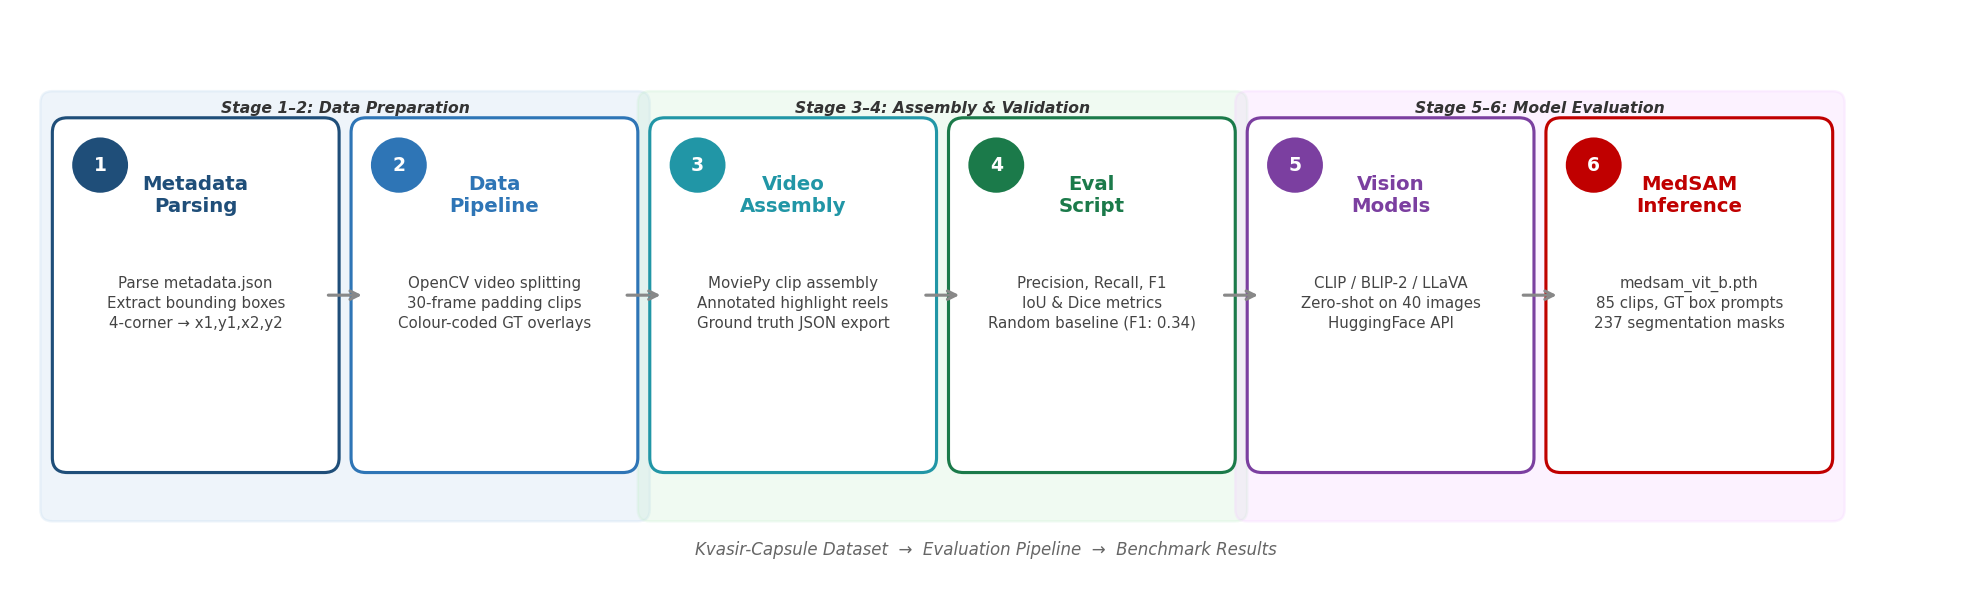 Stage 1–2: Data Preparation
Stage 3–4: Assembly & Validation
Stage 5–6: Model Evaluation
1
Metadata
Parsing
Parse metadata.json
Extract bounding boxes
4-corner → x1,y1,x2,y2
2
Data
Pipeline
OpenCV video splitting
30-frame padding clips
Colour-coded GT overlays
3
Video
Assembly
MoviePy clip assembly
Annotated highlight reels
Ground truth JSON export
4
Eval
Script
Precision, Recall, F1
IoU & Dice metrics
Random baseline (F1: 0.34)
5
Vision
Models
CLIP / BLIP-2 / LLaVA
Zero-shot on 40 images
HuggingFace API
6
MedSAM
Inference
medsam_vit_b.pth
85 clips, GT box prompts
237 segmentation masks
Kvasir-Capsule Dataset → Evaluation Pipeline → Benchmark Results